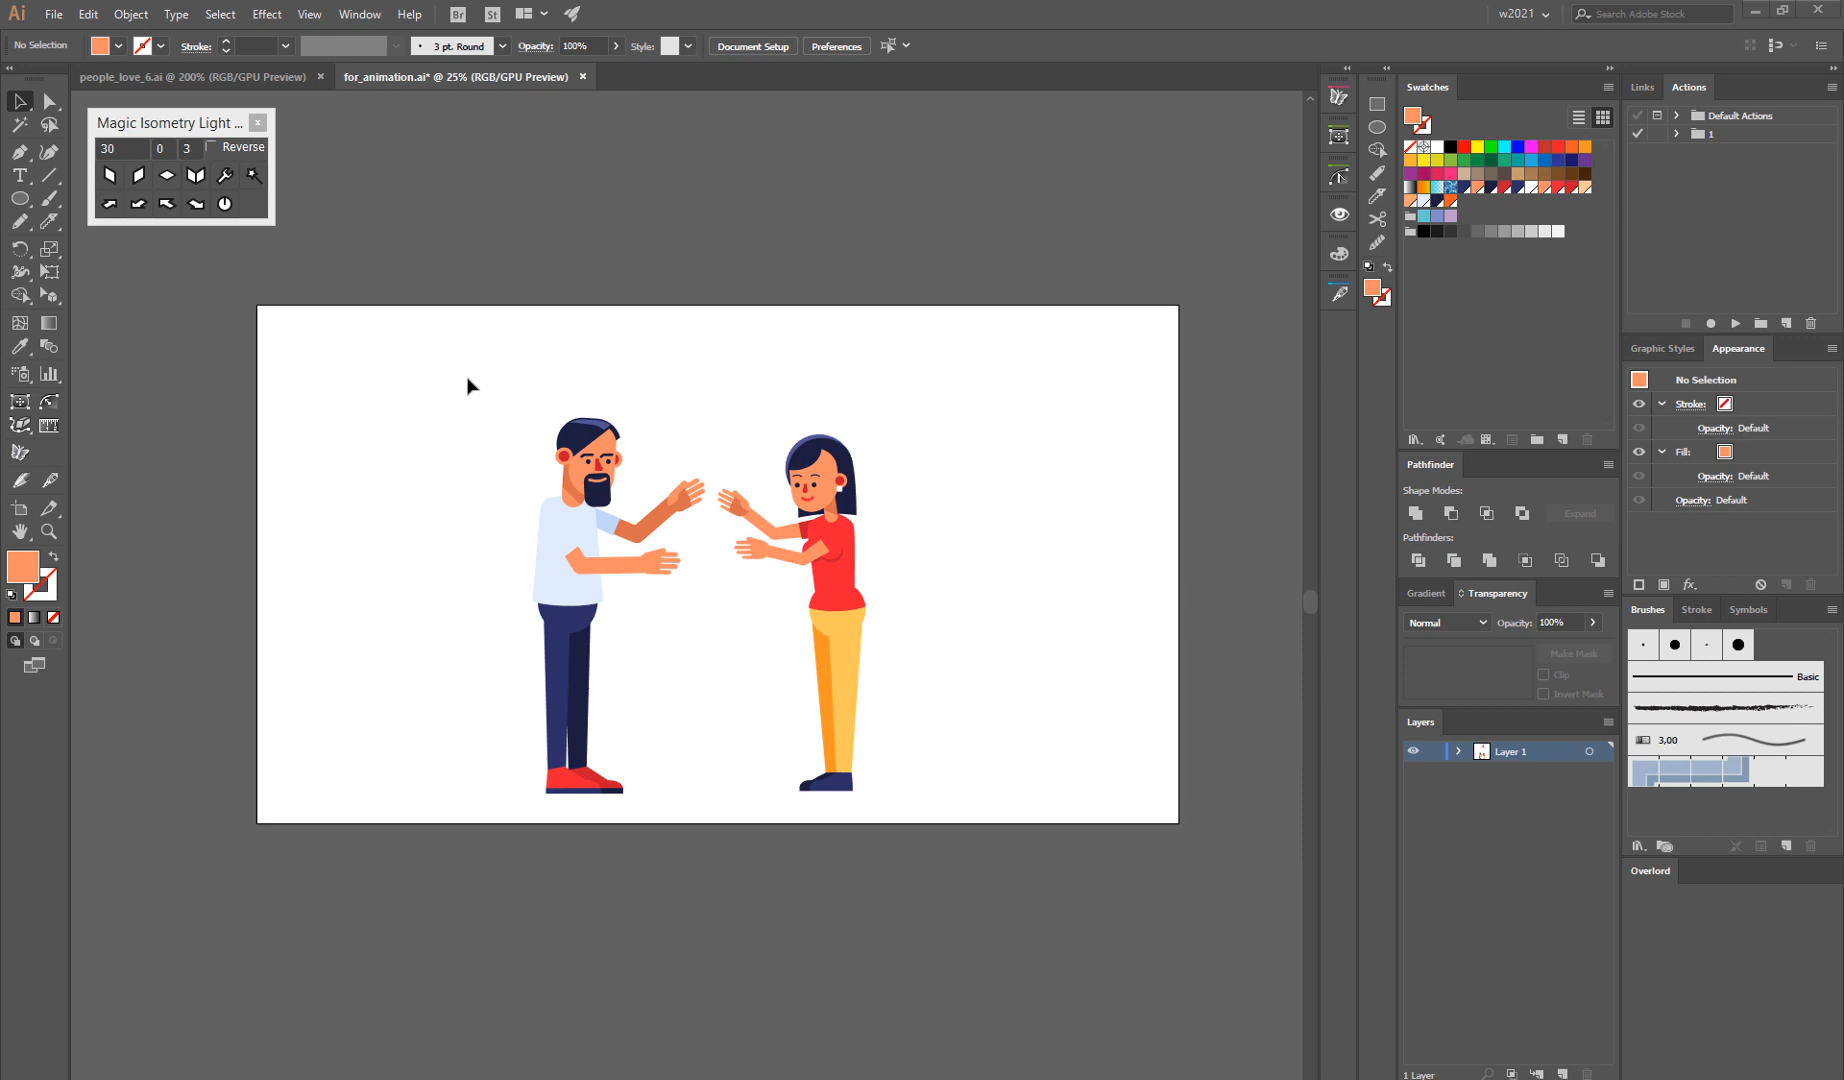 Ai File Edit Object Type Select Effect View Window Help Br St w2021 Search Adobe Stock
No Selection Stroke: 3 pt. Round Opacity: 100% Style: Document Setup Preferences
people_love_6.ai @ 200% (RGB/GPU Preview) for_animation.ai* @ 25% (RGB/GPU Preview)
Magic Isometry Light ...
30 0 3 Reverse
Swatches
Links Actions
Default Actions
1
Graphic Styles Appearance
No Selection
Stroke:
Opacity: Default
Fill:
Opacity: Default
Opacity: Default
fx.
Pathfinder
Shape Modes:
Expand
Pathfinders:
Gradient Transparency
Normal Opacity: 100%
Make Mask
Clip
Invert Mask
Layers
Layer 1
1 Layer
Brushes Stroke Symbols
Basic
3,00
Overlord